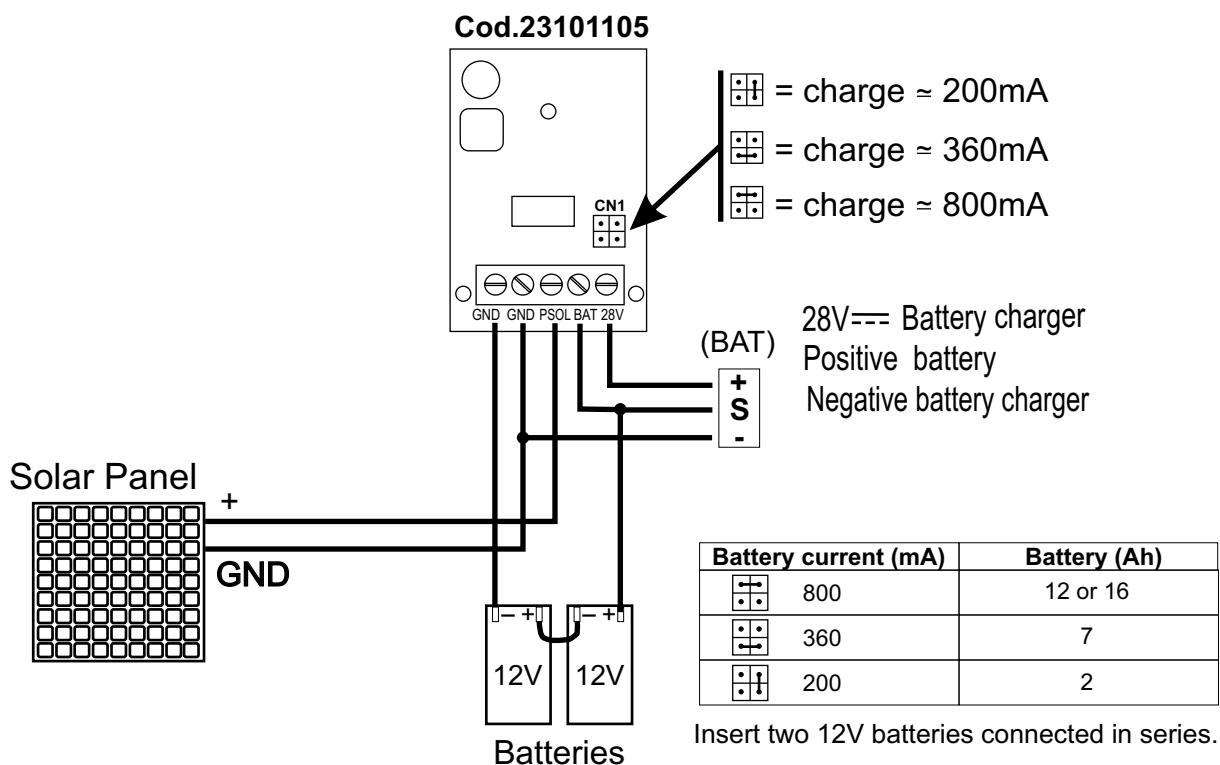 Cod.23101105
= charge ≃ 200mA
= charge ≃ 360mA
= charge ≃ 800mA
CN1
GND GND PSOL BAT 28V
(BAT)
+
S
-
28V⎓ Battery charger
Positive battery
Negative battery charger
Solar Panel
+
GND
– + – +
12V 12V
Batteries
Battery current (mA) Battery (Ah)
800 12 or 16
360 7
200 2
Insert two 12V batteries connected in series.